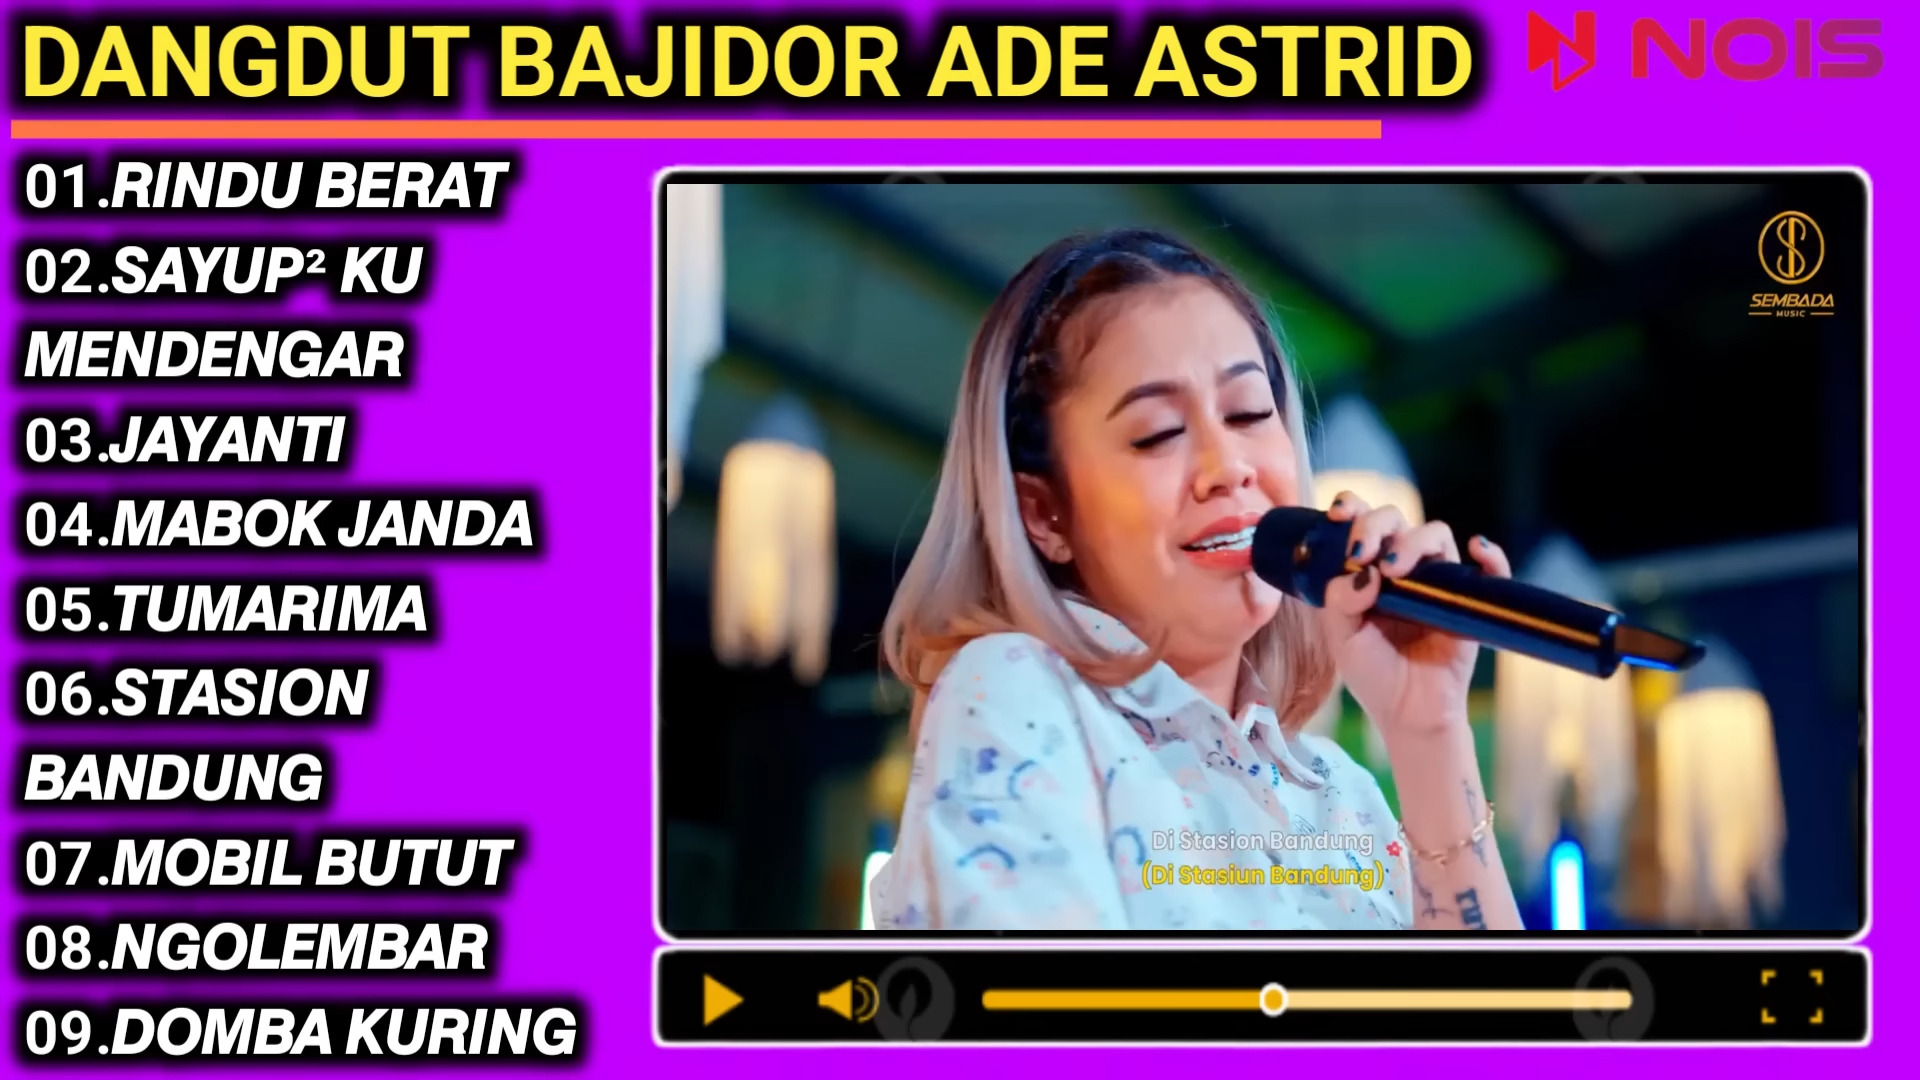 DANGDUT BAJIDOR ADE ASTRID
NOIS
01.RINDU BERAT
02.SAYUP² KU
MENDENGAR
03.JAYANTI
04.MABOK JANDA
05.TUMARIMA
06.STASION
BANDUNG
07.MOBIL BUTUT
08.NGOLEMBAR
09.DOMBA KURING
SEMBADA
MUSIC
Di Stasion Bandung
(Di Stasiun Bandung)